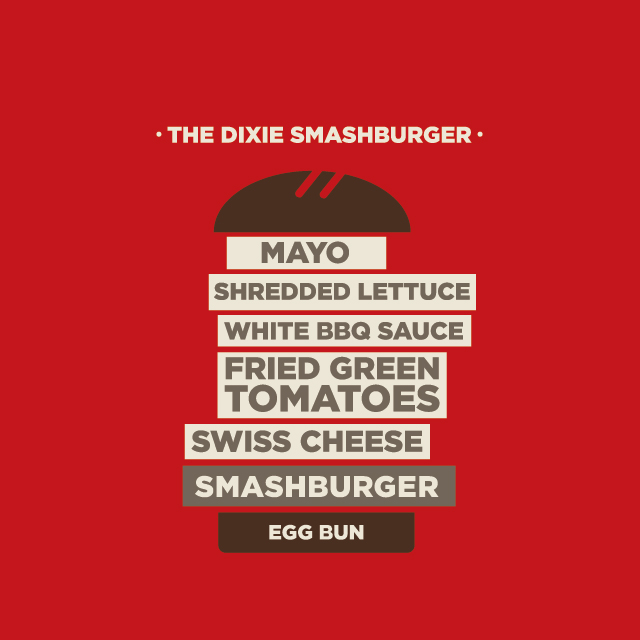 · THE DIXIE SMASHBURGER ·
MAYO
SHREDDED LETTUCE
WHITE BBQ SAUCE
FRIED GREEN
TOMATOES
SWISS CHEESE
SMASHBURGER
EGG BUN